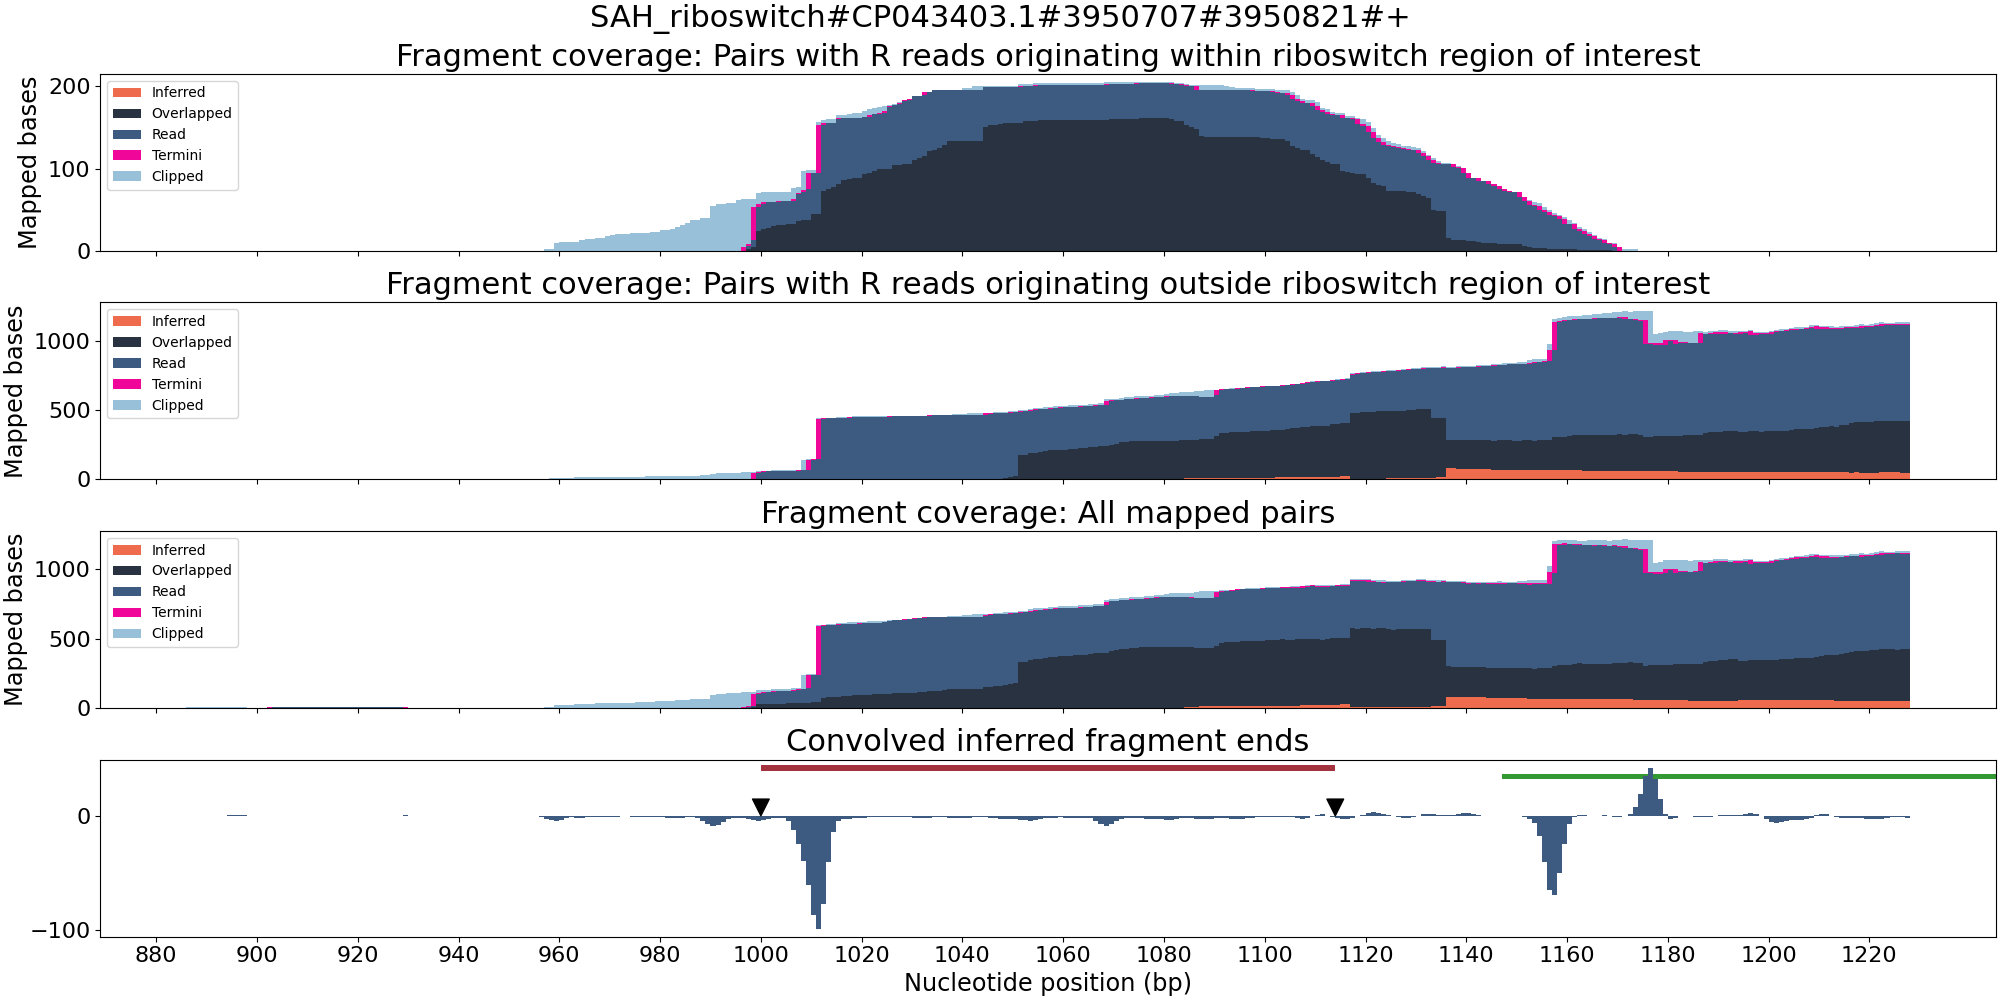 SAH_riboswitch#CP043403.1#3950707#3950821#+
Fragment coverage: Pairs with R reads originating within riboswitch region of interest
Mapped bases
200
100
0
Inferred
Overlapped
Read
Termini
Clipped
Fragment coverage: Pairs with R reads originating outside riboswitch region of interest
Mapped bases
1000
500
0
Inferred
Overlapped
Read
Termini
Clipped
Fragment coverage: All mapped pairs
Mapped bases
1000
500
0
Inferred
Overlapped
Read
Termini
Clipped
Convolved inferred fragment ends
0
−100
880 900 920 940 960 980 1000 1020 1040 1060 1080 1100 1120 1140 1160 1180 1200 1220
Nucleotide position (bp)